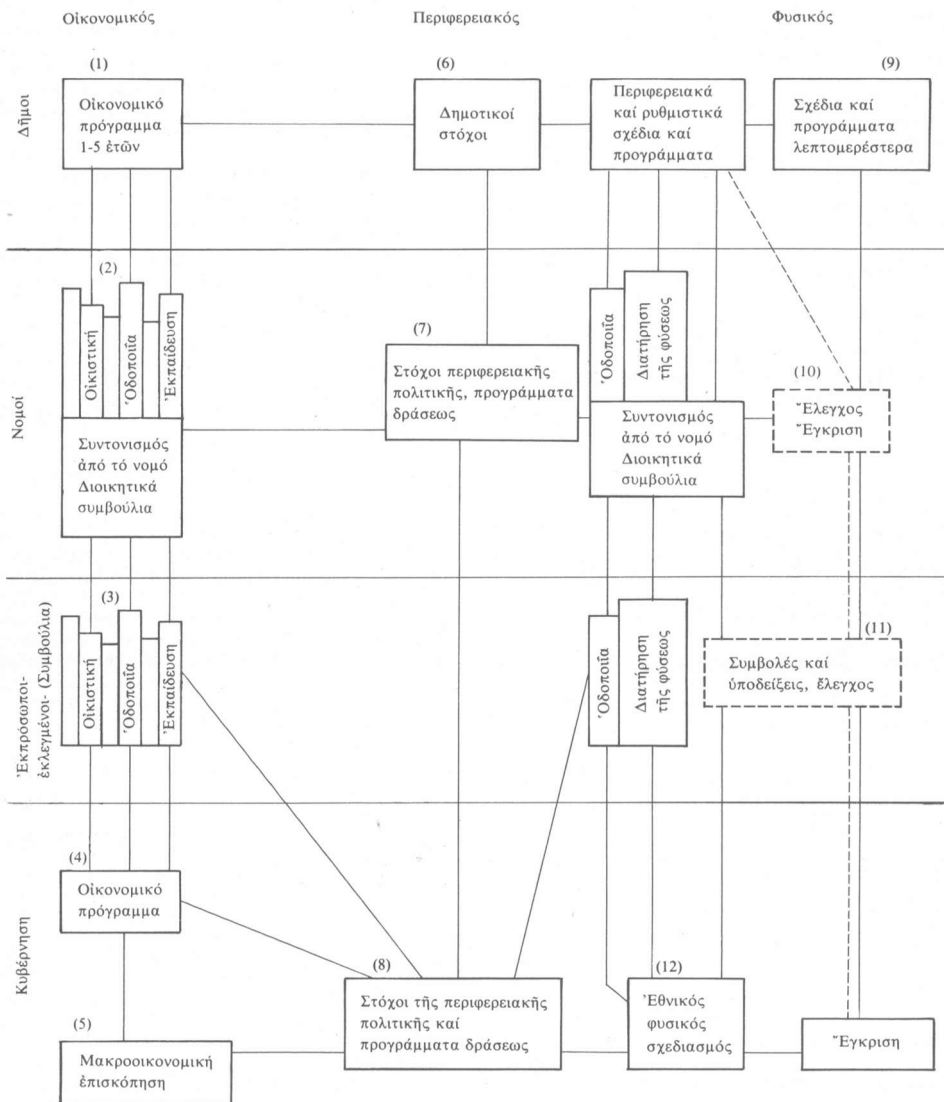 Οἰκονομικός
Περιφερειακός
Φυσικός
Δῆμοι
(1)
Οἰκονομικό
πρόγραμμα
1-5 ἐτῶν
(6)
Δημοτικοί
στόχοι
Περιφερειακά
καί ρυθμιστικά
σχέδια καί
προγράμματα
(9)
Σχέδια καί
προγράμματα
λεπτομερέστερα
Νομοί
(2)
Οἰκιστική
Ὁδοποιΐα
Ἐκπαίδευση
Συντονισμός
ἀπό τό νομό
Διοικητικά
συμβούλια
(7)
Στόχοι περιφερειακῆς
πολιτικῆς, προγράμματα
δράσεως
Ὁδοποιΐα
Διατήρηση
τῆς φύσεως
Συντονισμός
ἀπό τό νομό
Διοικητικά
συμβούλια
(10)
Ἔλεγχος
Ἔγκριση
Ἐκπρόσωποι-
ἐκλεγμένοι- (Συμβούλια)
(3)
Οἰκιστική
Ὁδοποιΐα
Ἐκπαίδευση
Ὁδοποιΐα
Διατήρηση
τῆς φύσεως
(11)
Συμβολές καί
ὑποδείξεις, ἔλεγχος
Κυβέρνηση
(4)
Οἰκονομικό
πρόγραμμα
(5)
Μακροοικονομική
ἐπισκόπηση
(8)
Στόχοι τῆς περιφερειακῆς
πολιτικῆς καί
προγράμματα δράσεως
(12)
Ἐθνικός
φυσικός
σχεδιασμός
Ἔγκριση